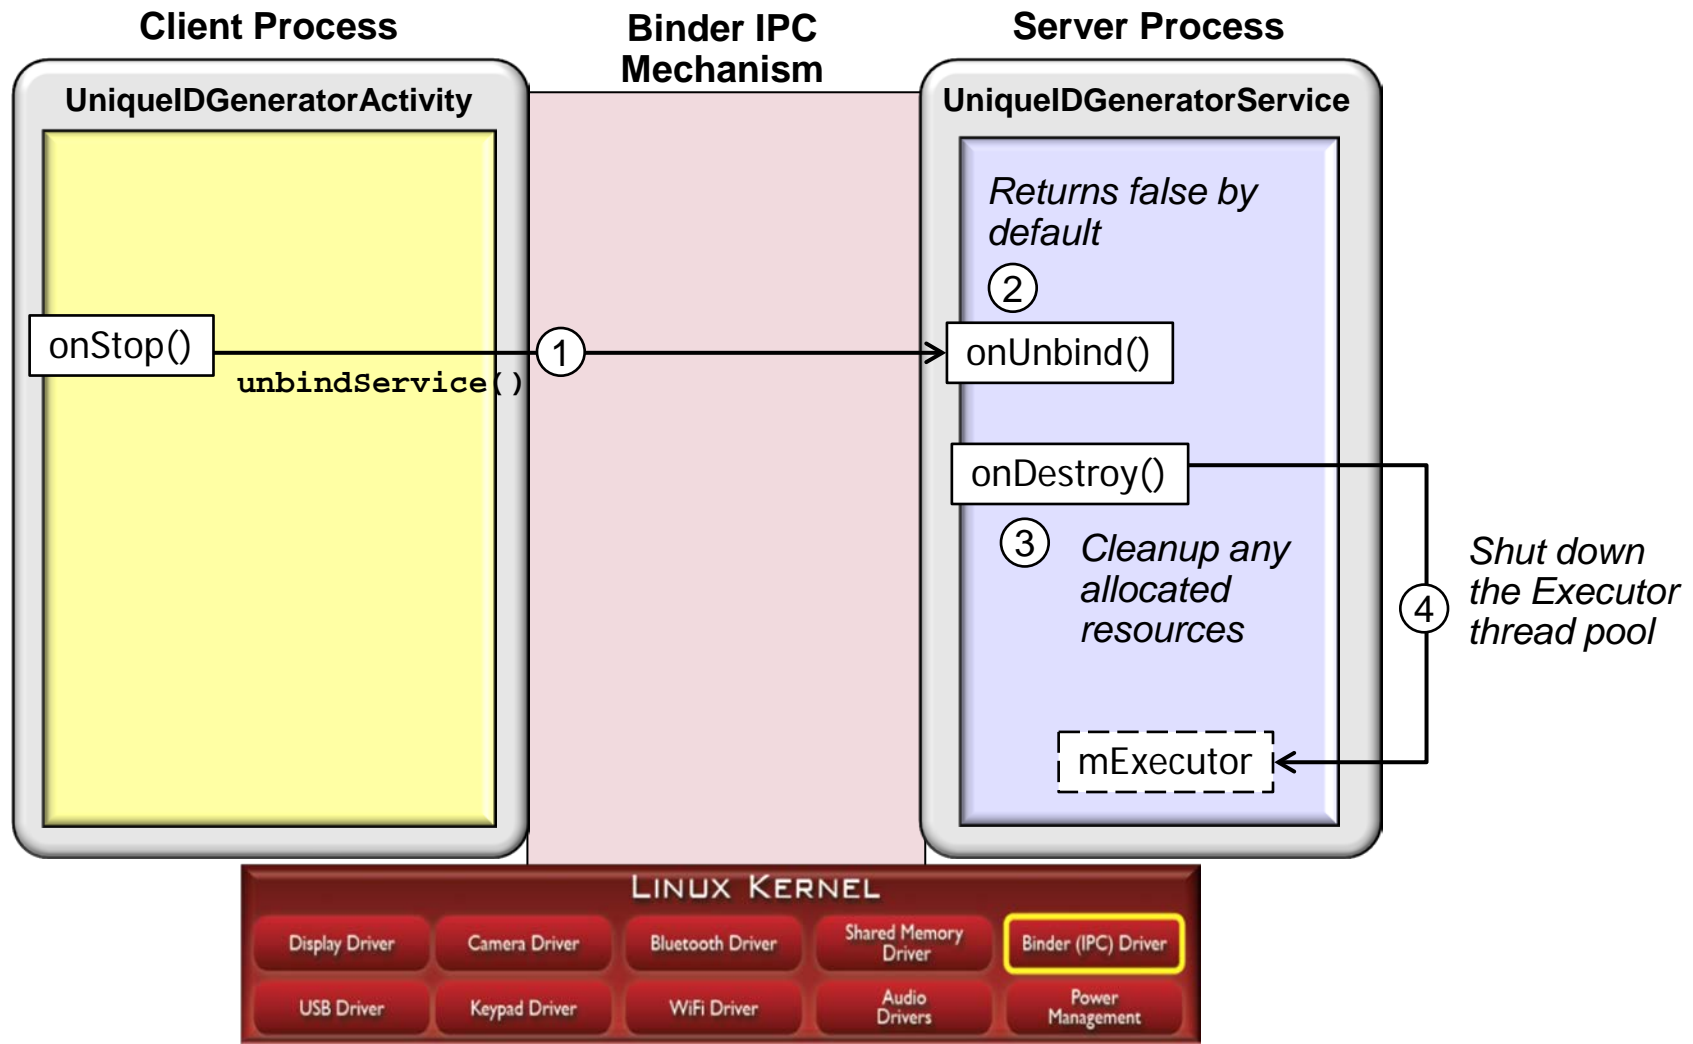 Client Process
Binder IPC
Mechanism
Server Process
UniqueIDGeneratorActivity
UniqueIDGeneratorService
Returns false by
default
2
onStop()
1
onUnbind()
unbindService()
onDestroy()
3
Cleanup any
allocated
resources
4
Shut down
the Executor
thread pool
mExecutor
LINUX KERNEL
Display Driver
Camera Driver
Bluetooth Driver
Shared Memory
Driver
Binder (IPC) Driver
USB Driver
Keypad Driver
WiFi Driver
Audio
Drivers
Power
Management